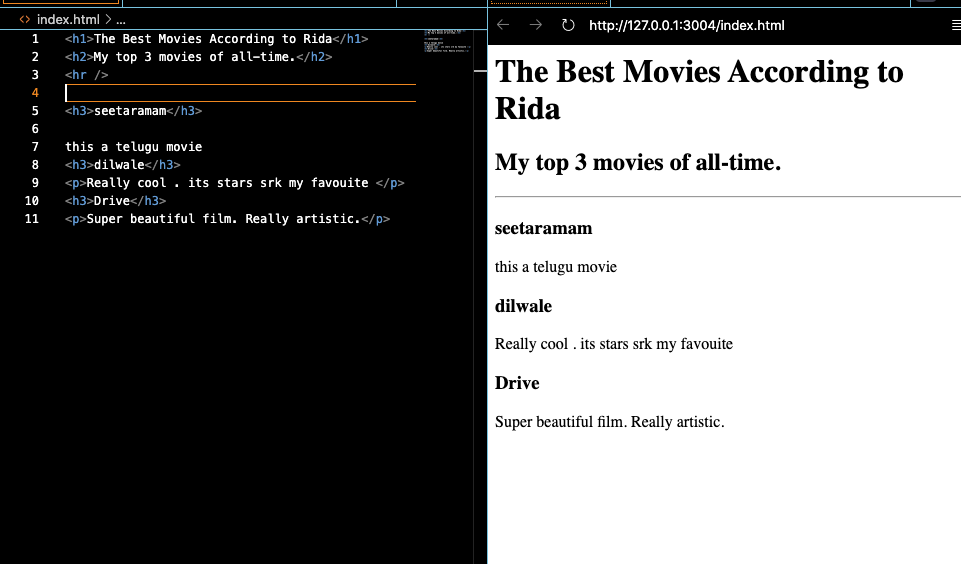 index.html > ...
1 <h1>The Best Movies According to Rida</h1>
2 <h2>My top 3 movies of all-time.</h2>
3 <hr />
4
5 <h3>seetaramam</h3>
6
7 this a telugu movie
8 <h3>dilwale</h3>
9 <p>Really cool . its stars srk my favouite </p>
10 <h3>Drive</h3>
11 <p>Super beautiful film. Really artistic.</p>
http://127.0.0.1:3004/index.html
The Best Movies According to
Rida
My top 3 movies of all-time.
seetaramam
this a telugu movie
dilwale
Really cool . its stars srk my favouite
Drive
Super beautiful film. Really artistic.